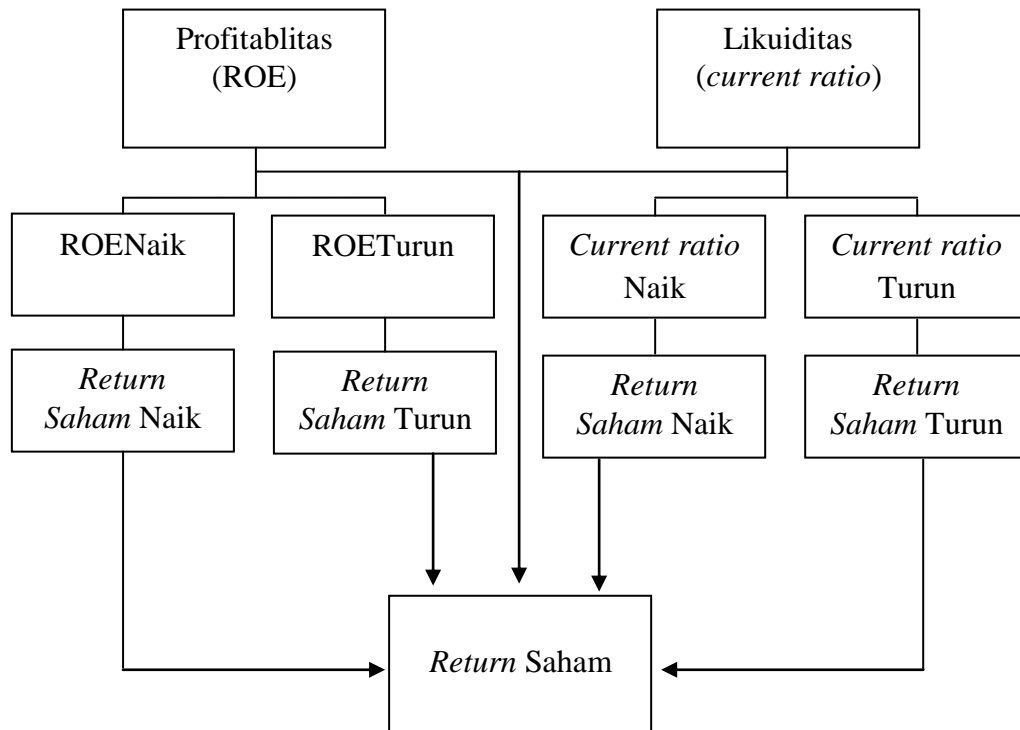 Profitablitas
(ROE)
Likuiditas
(current ratio)
ROENaik
ROETurun
Current ratio
Naik
Current ratio
Turun
Return
Saham Naik
Return
Saham Turun
Return
Saham Naik
Return
Saham Turun
Return Saham